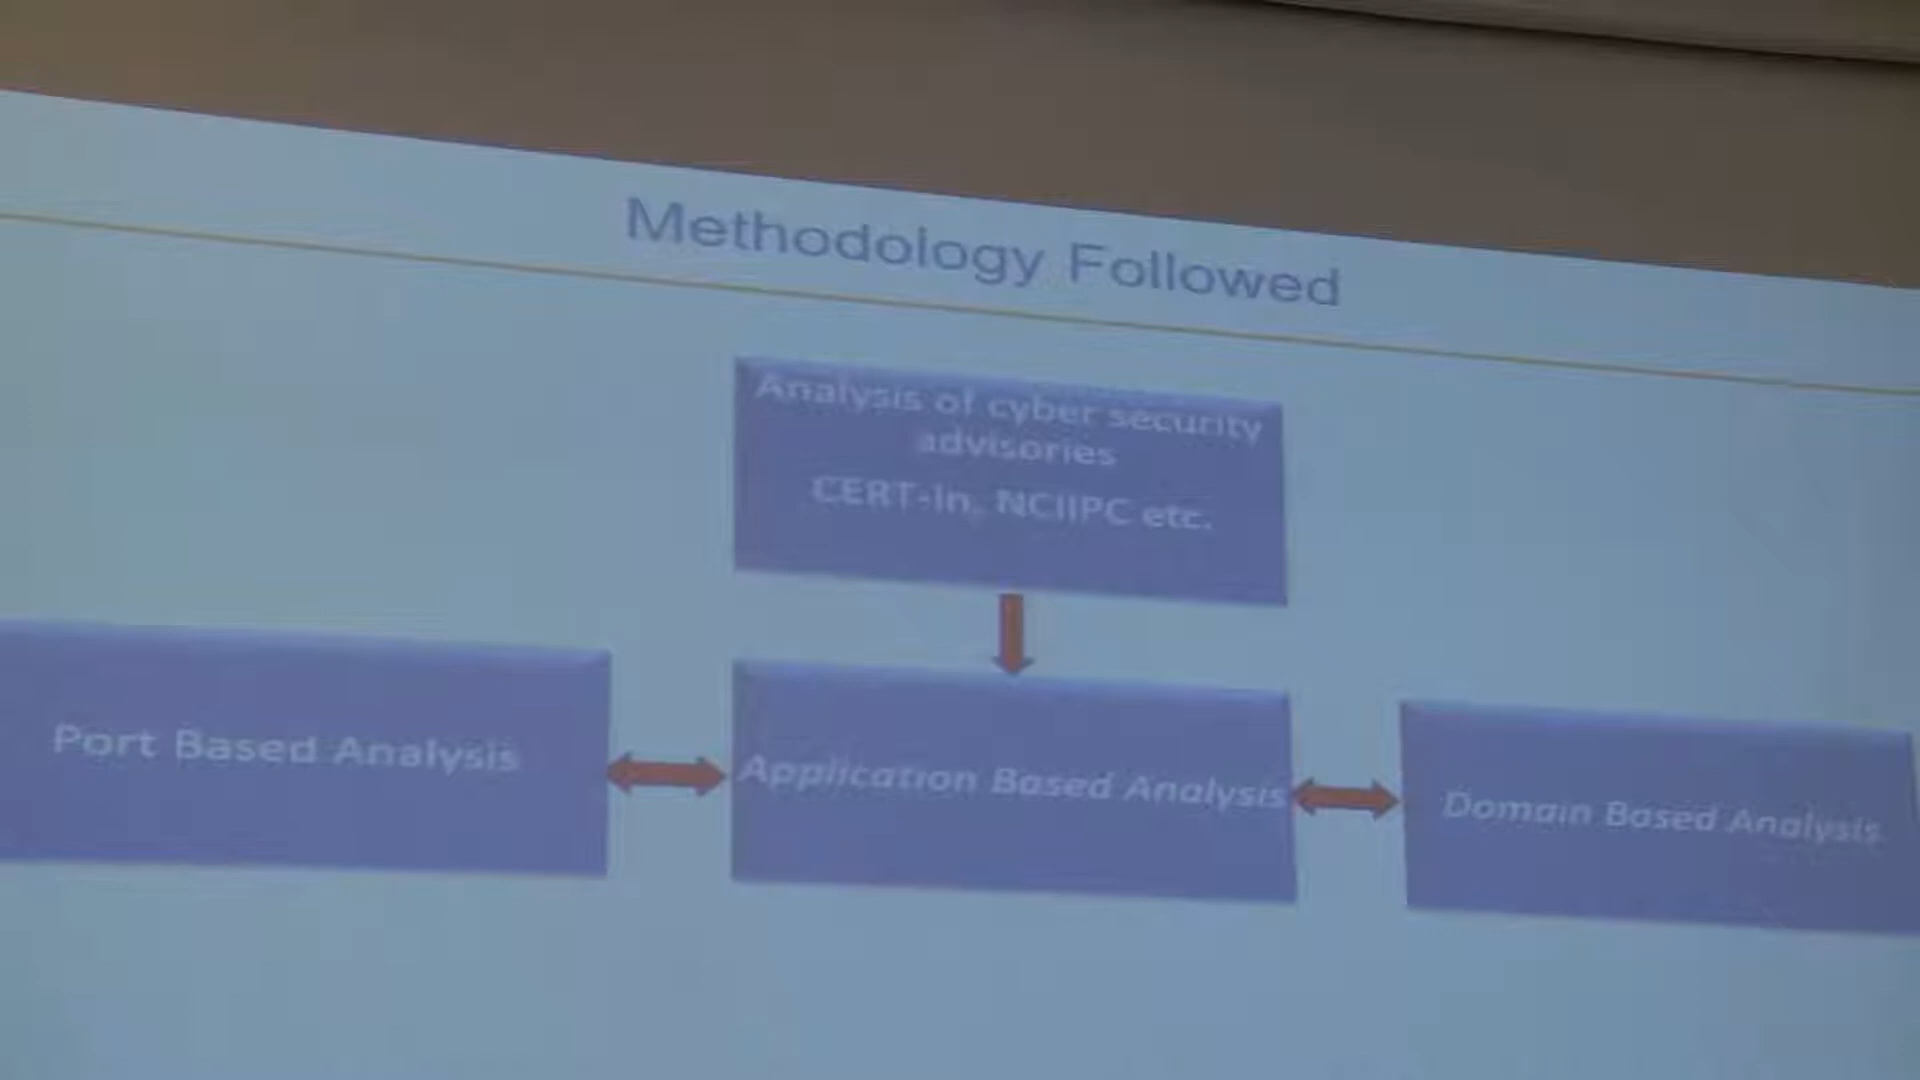 Methodology Followed
Analysis of cyber security
advisories
CERT-In, NCIIPC etc.
Port Based Analysis
Application Based Analysis
Domain Based Analysis